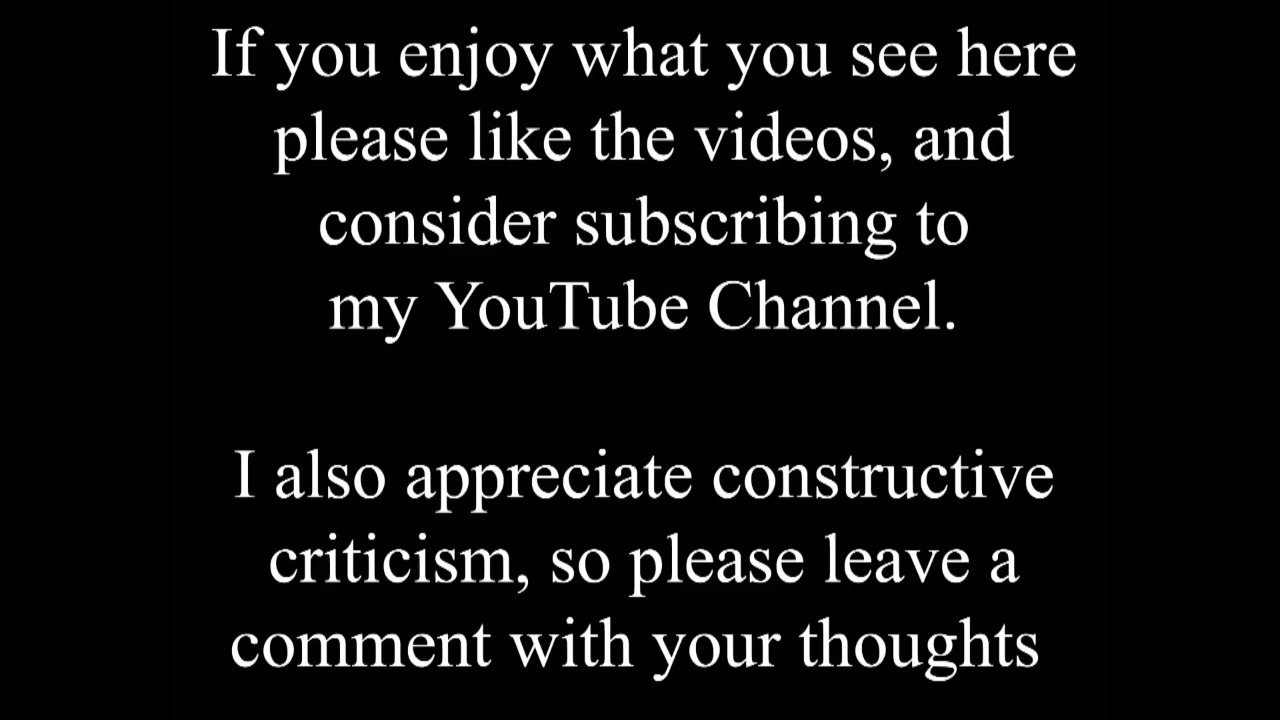 If you enjoy what you see here
please like the videos, and
consider subscribing to
my YouTube Channel.
I also appreciate constructive
criticism, so please leave a
comment with your thoughts